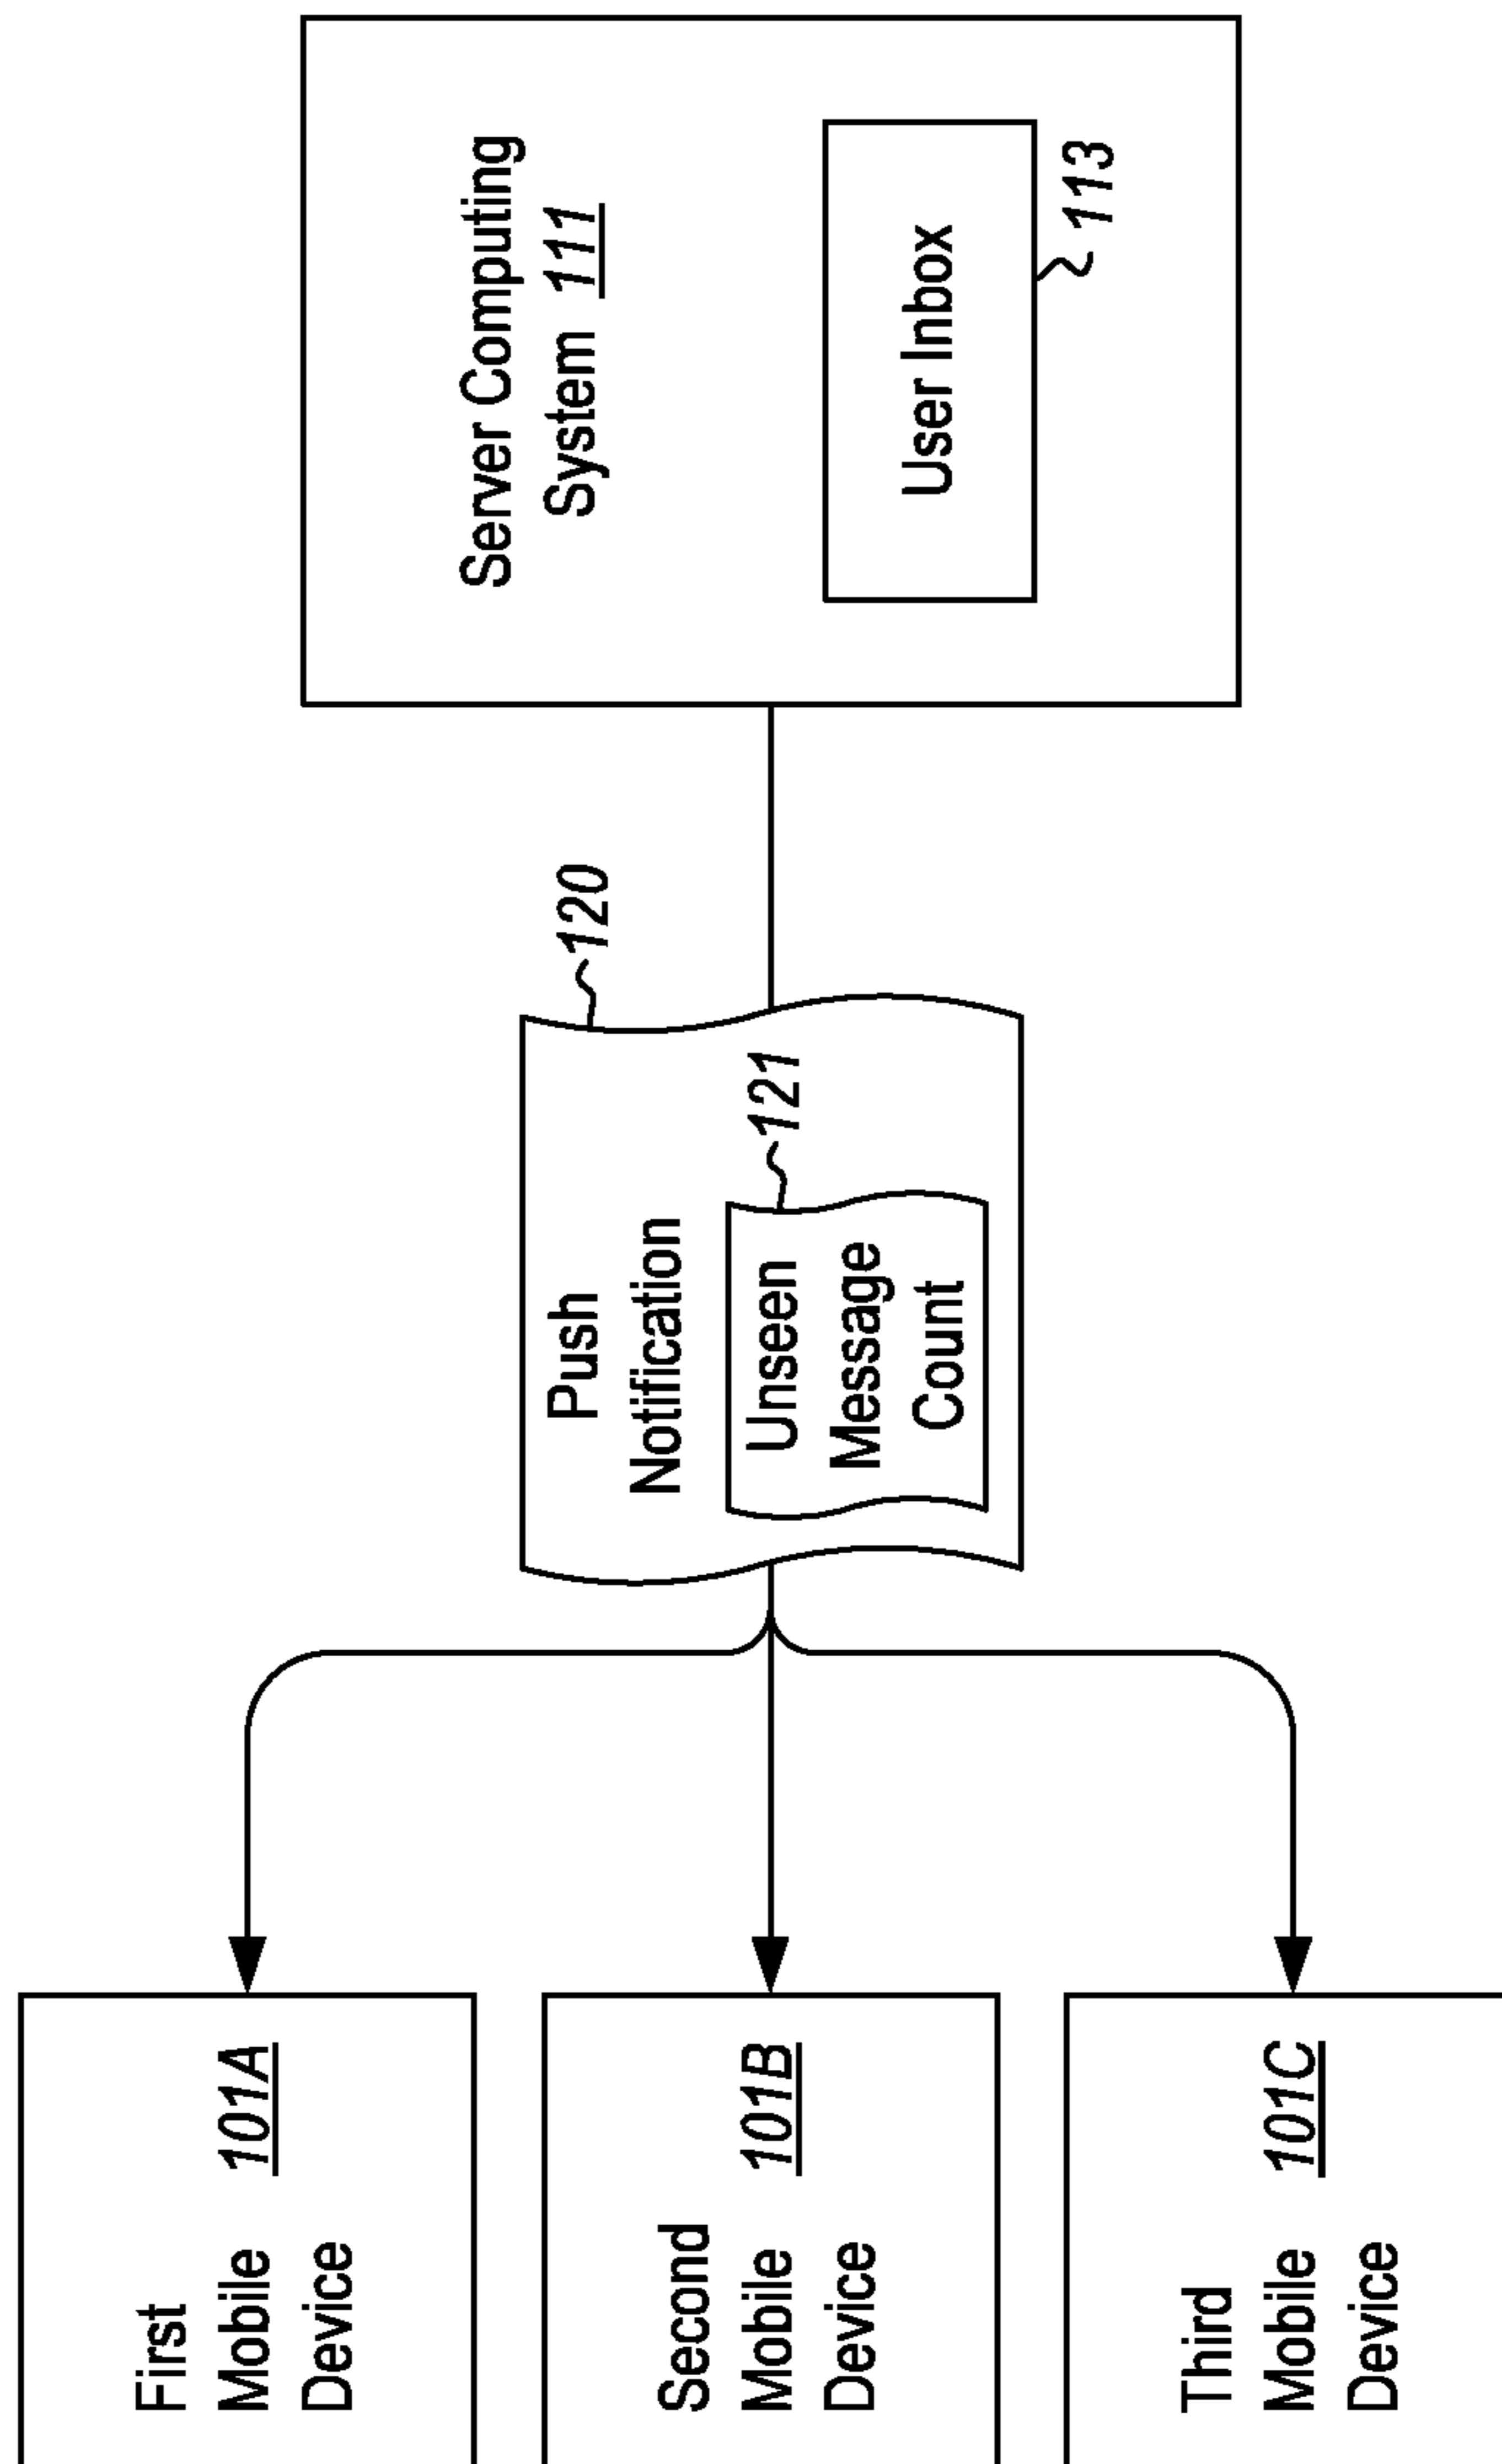 First
Mobile 101A
Device
Second
Mobile 101B
Device
Third
Mobile 101C
Device
120
Push
Notification
121
Unseen
Message
Count
Server Computing
System 111
User Inbox
113